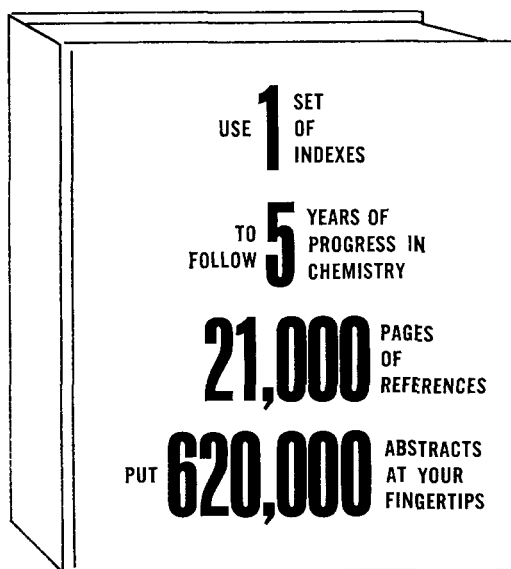 USE 1 SET
OF
INDEXES
TO
FOLLOW 5 YEARS OF
PROGRESS IN
CHEMISTRY
21,000 PAGES
OF
REFERENCES
PUT 620,000 ABSTRACTS
AT YOUR
FINGERTIPS